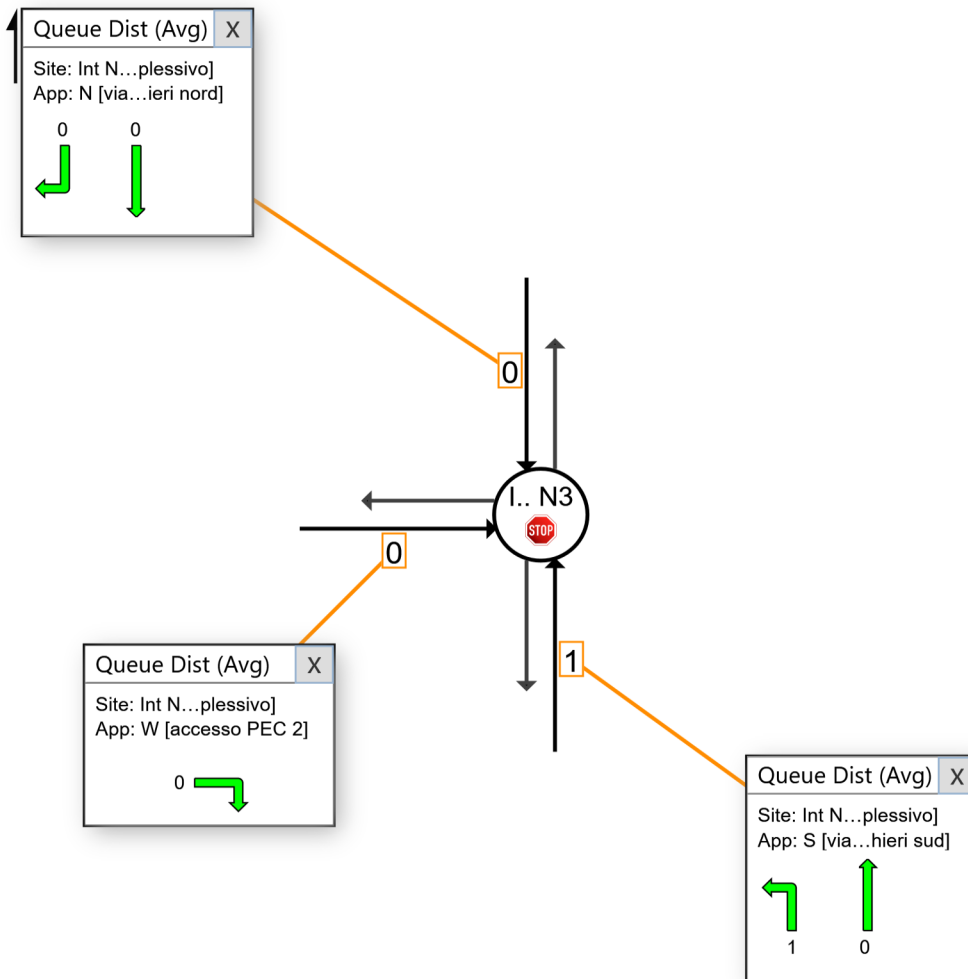 Queue Dist (Avg) X
Site: Int N...plessivo]
App: N [via...ieri nord]
0 0
0
I.. N3
STOP
0
1
Queue Dist (Avg) X
Site: Int N...plessivo]
App: W [accesso PEC 2]
0
Queue Dist (Avg) X
Site: Int N...plessivo]
App: S [via...hieri sud]
1 0